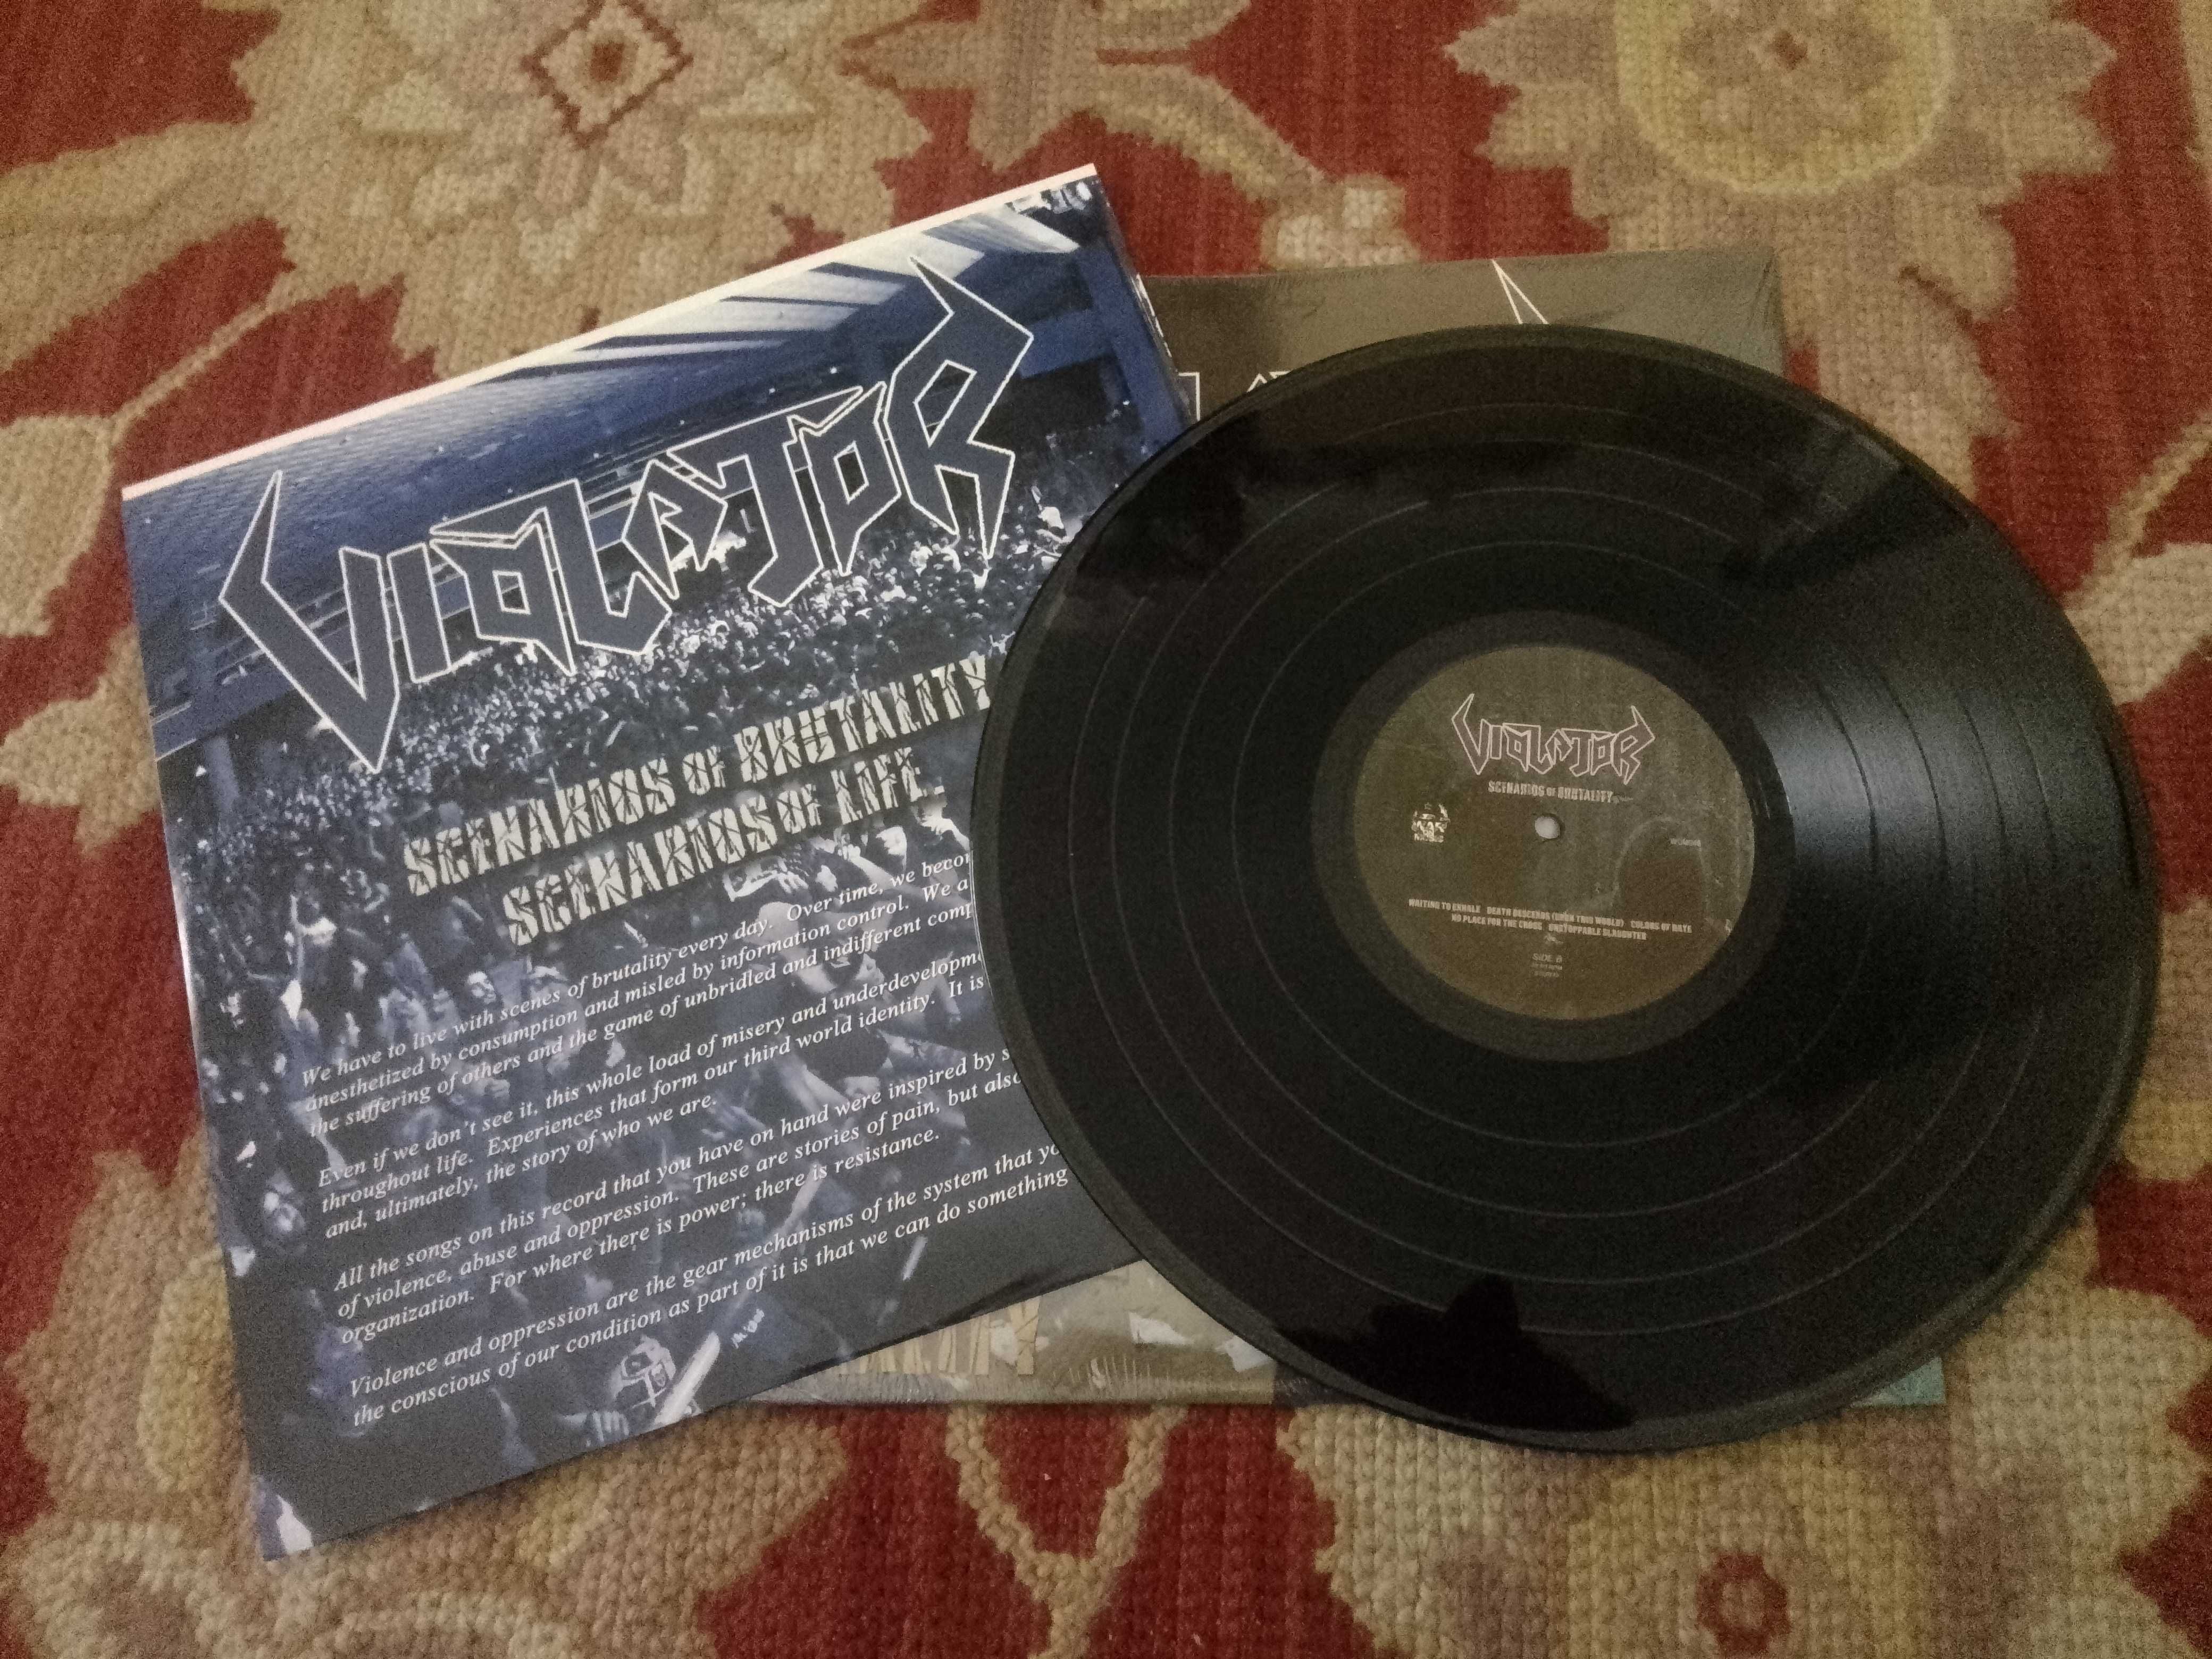 VIOLATOR
SCENARIOS OF BRUTALITY
SCENARIOS OF LIFE.
We have to live with scenes of brutality every day. Over time, we
anesthetized by consumption and misled by information control. We
the suffering of others and the game of unbridled and indifferent
Even if we don't see it, this whole load of misery and
throughout life. Experiences that form our third world identity. It is
and, ultimately, the story of who we are.
All the songs on this record that you have on hand were inspired by
of violence, abuse and oppression. These are stories of pain, but also
organization. For where there is power; there is resistance.
Violence and oppression are the gear mechanisms of the system that
the conscious of our condition as part of it is that we can do something
VIOLATOR
SCENARIOS OF BRUTALITY
WAITING TO EXHALE DEATH DESCENDS (UPON THIS WORLD) COLORS OF HATE
NO PLACE FOR THE CROSS UNSTOPPABLE SLAUGHTER
SIDE B